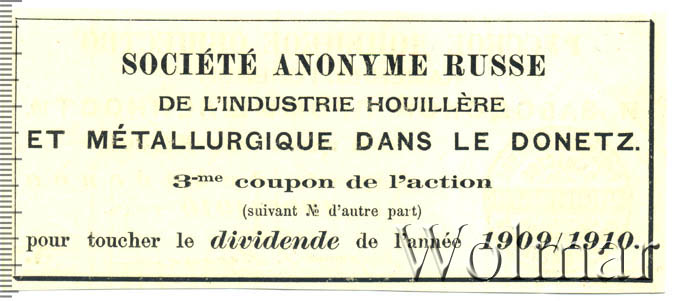 SOCIÉTÉ ANONYME RUSSE
DE L'INDUSTRIE HOUILLÈRE
ET MÉTALLURGIQUE DANS LE DONETZ.
3-me coupon de l'action
(suivant № d'autre part)
pour toucher le dividende de l'année 1909/1910.
Wolmar